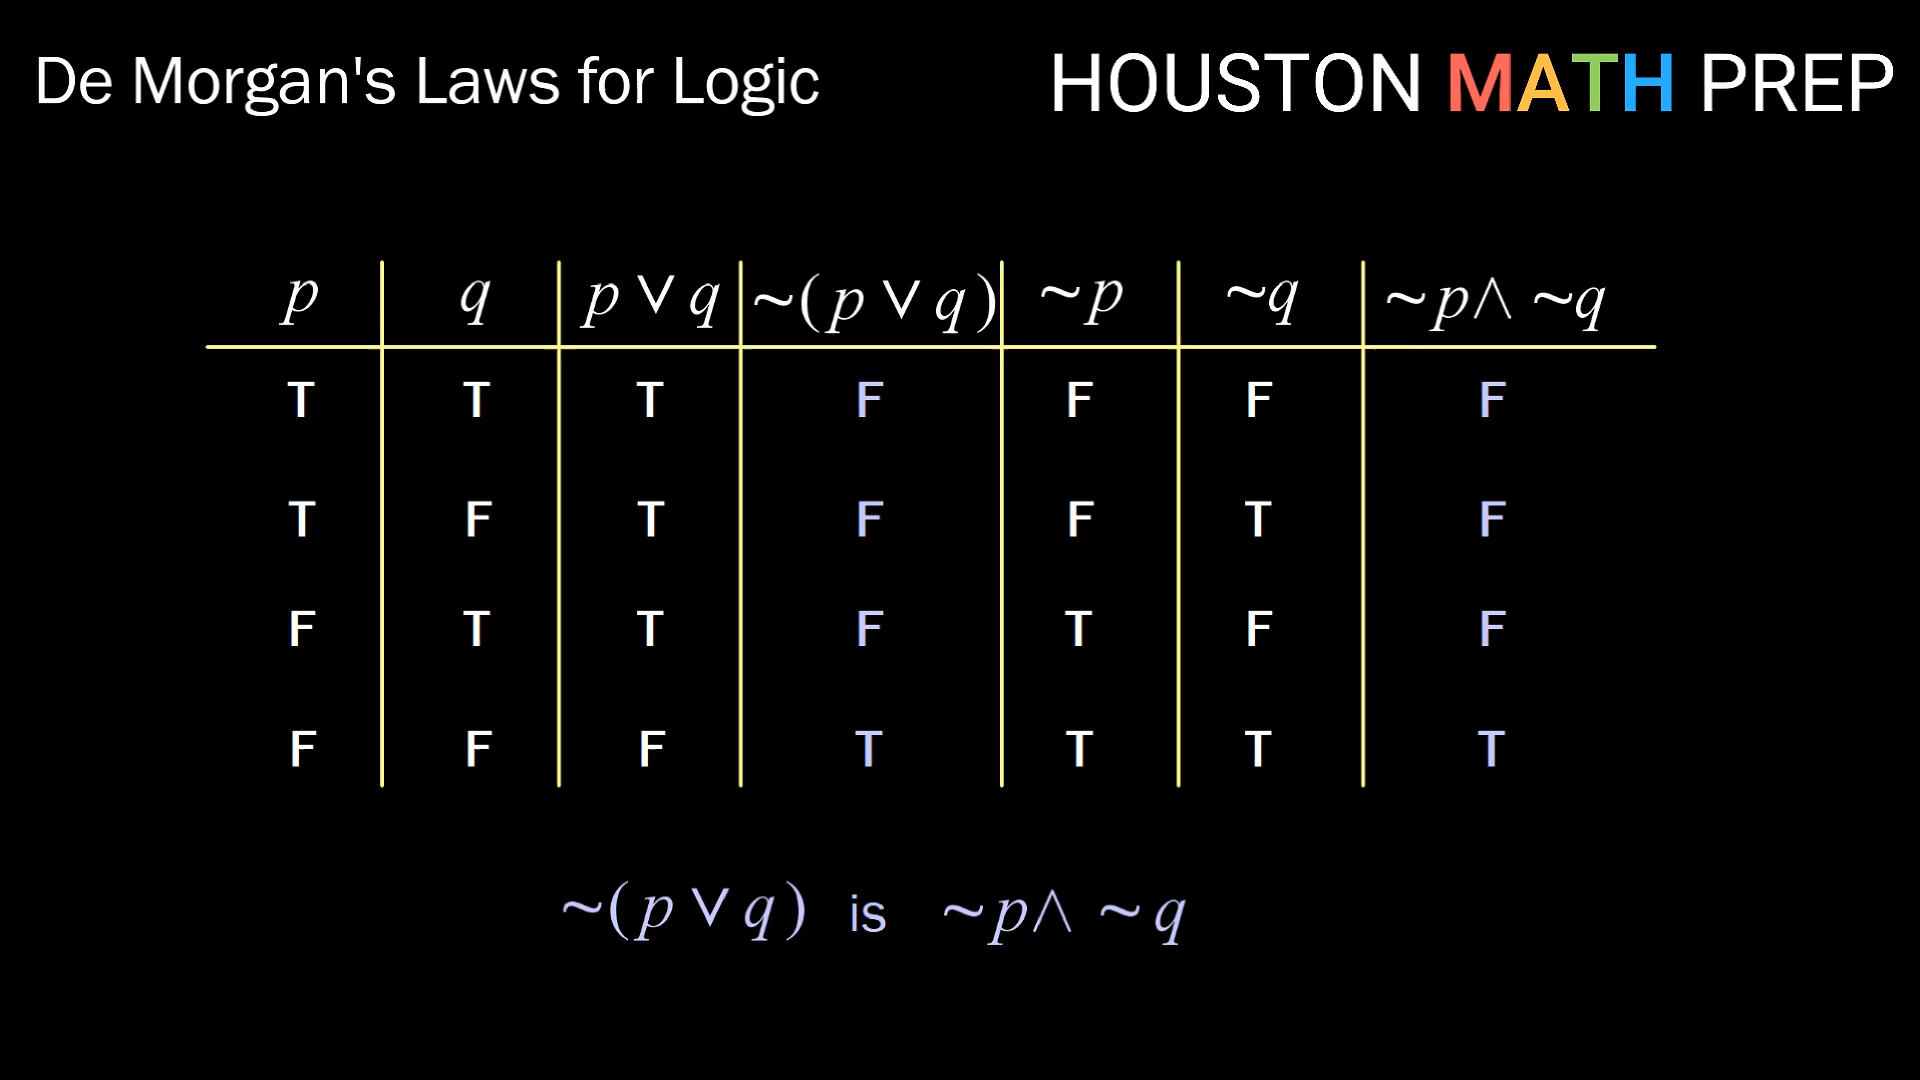 De Morgan's Laws for Logic
HOUSTON MATH PREP
p q p ∨ q ~(p ∨ q) ~p ~q ~p∧ ~q
T T T F F F F
T F T F F T F
F T T F T F F
F F F T T T T
~(p ∨ q) is ~p∧ ~q